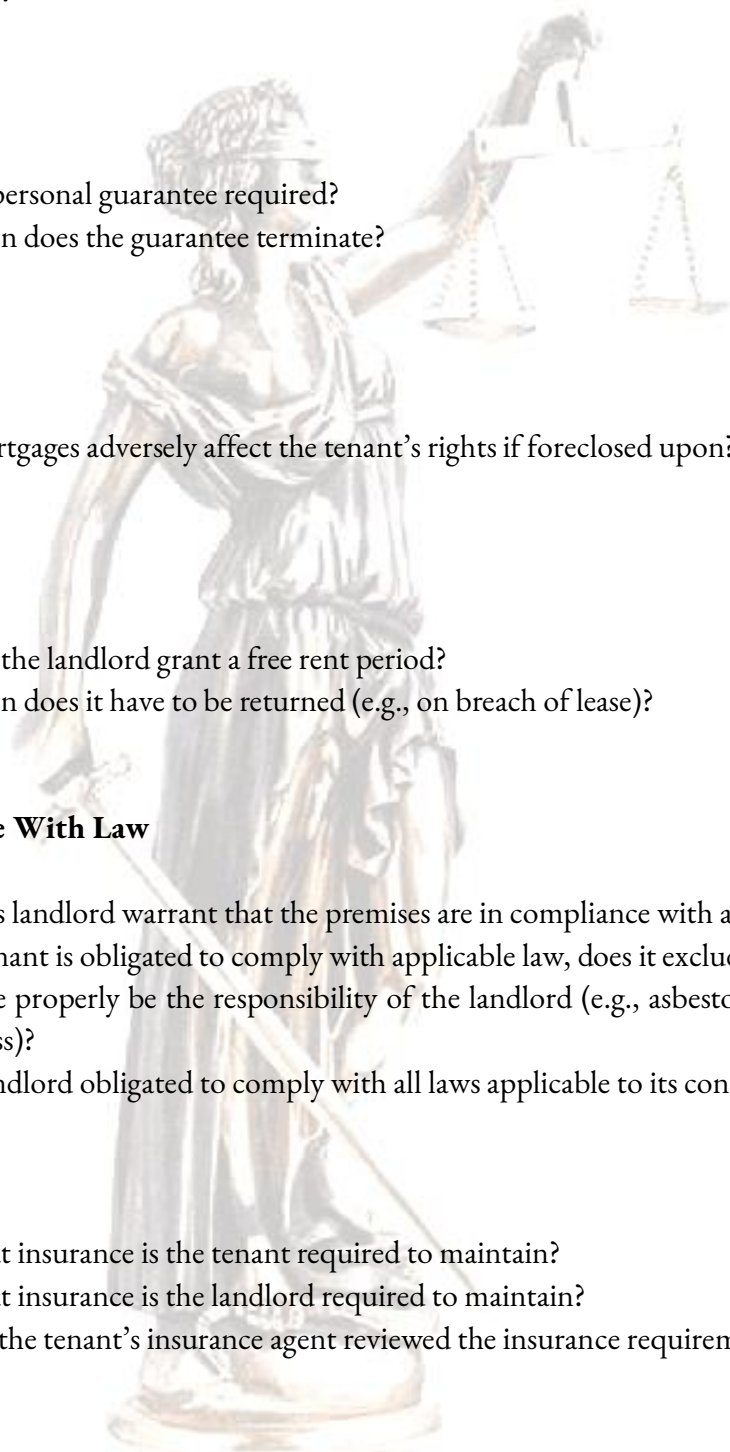 personal guarantee required?
n does the guarantee terminate?
rtgages adversely affect the tenant’s rights if foreclosed upon?
the landlord grant a free rent period?
n does it have to be returned (e.g., on breach of lease)?
e With Law
s landlord warrant that the premises are in compliance with a
nant is obligated to comply with applicable law, does it exclu
e properly be the responsibility of the landlord (e.g., asbesto
ss)?
ndlord obligated to comply with all laws applicable to its con
t insurance is the tenant required to maintain?
t insurance is the landlord required to maintain?
the tenant’s insurance agent reviewed the insurance requirem